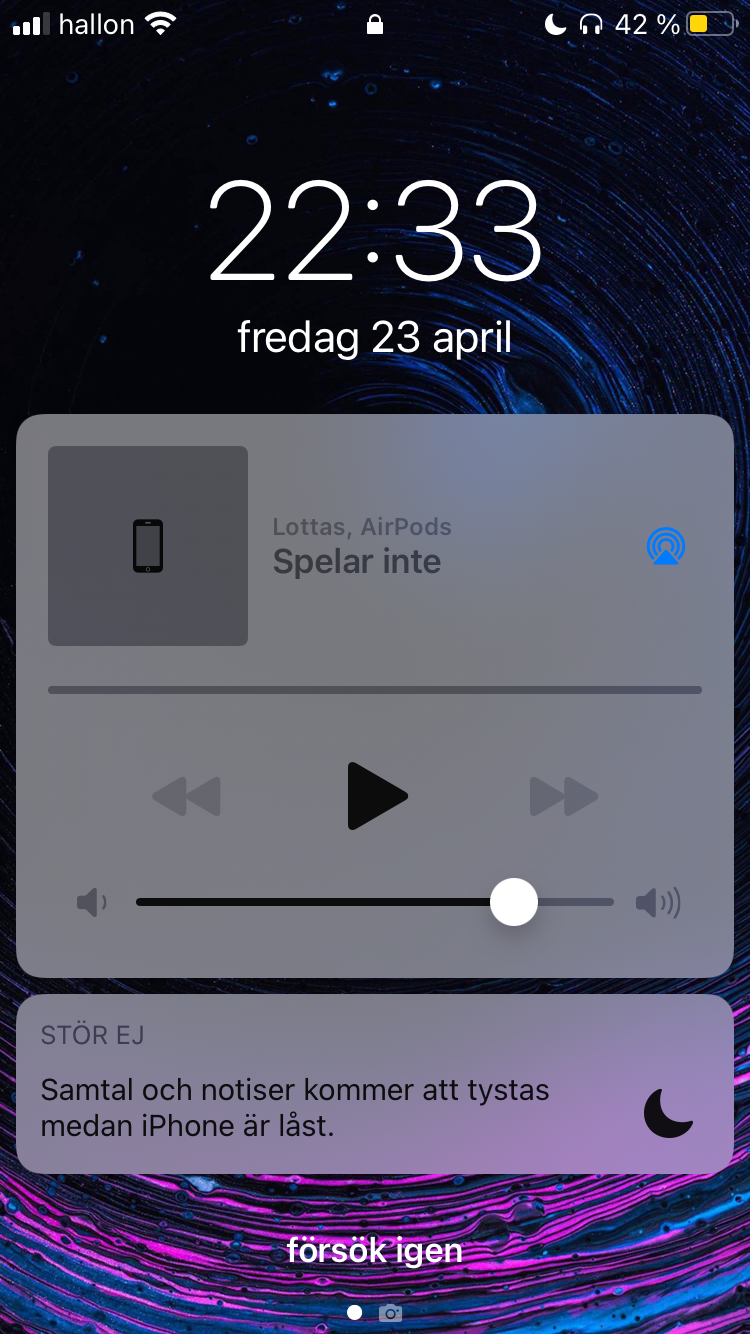 hallon 42 %
22:33
fredag 23 april
Lottas, AirPods
Spelar inte
STÖR EJ
Samtal och notiser kommer att tystas
medan iPhone är låst.
försök igen